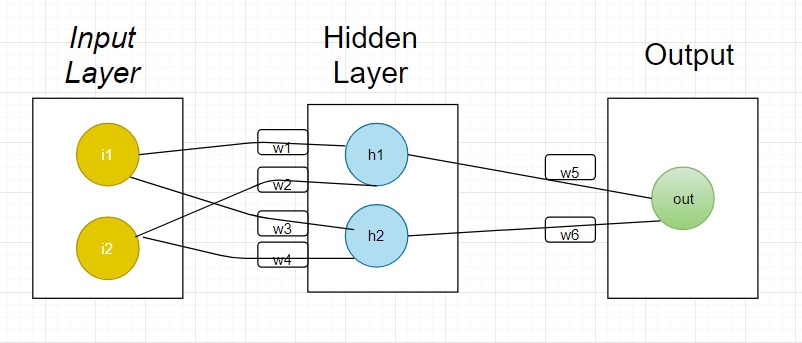 Input
Layer
Hidden
Layer
Output
i1
i2
w1
w2
w3
w4
h1
h2
w5
w6
out